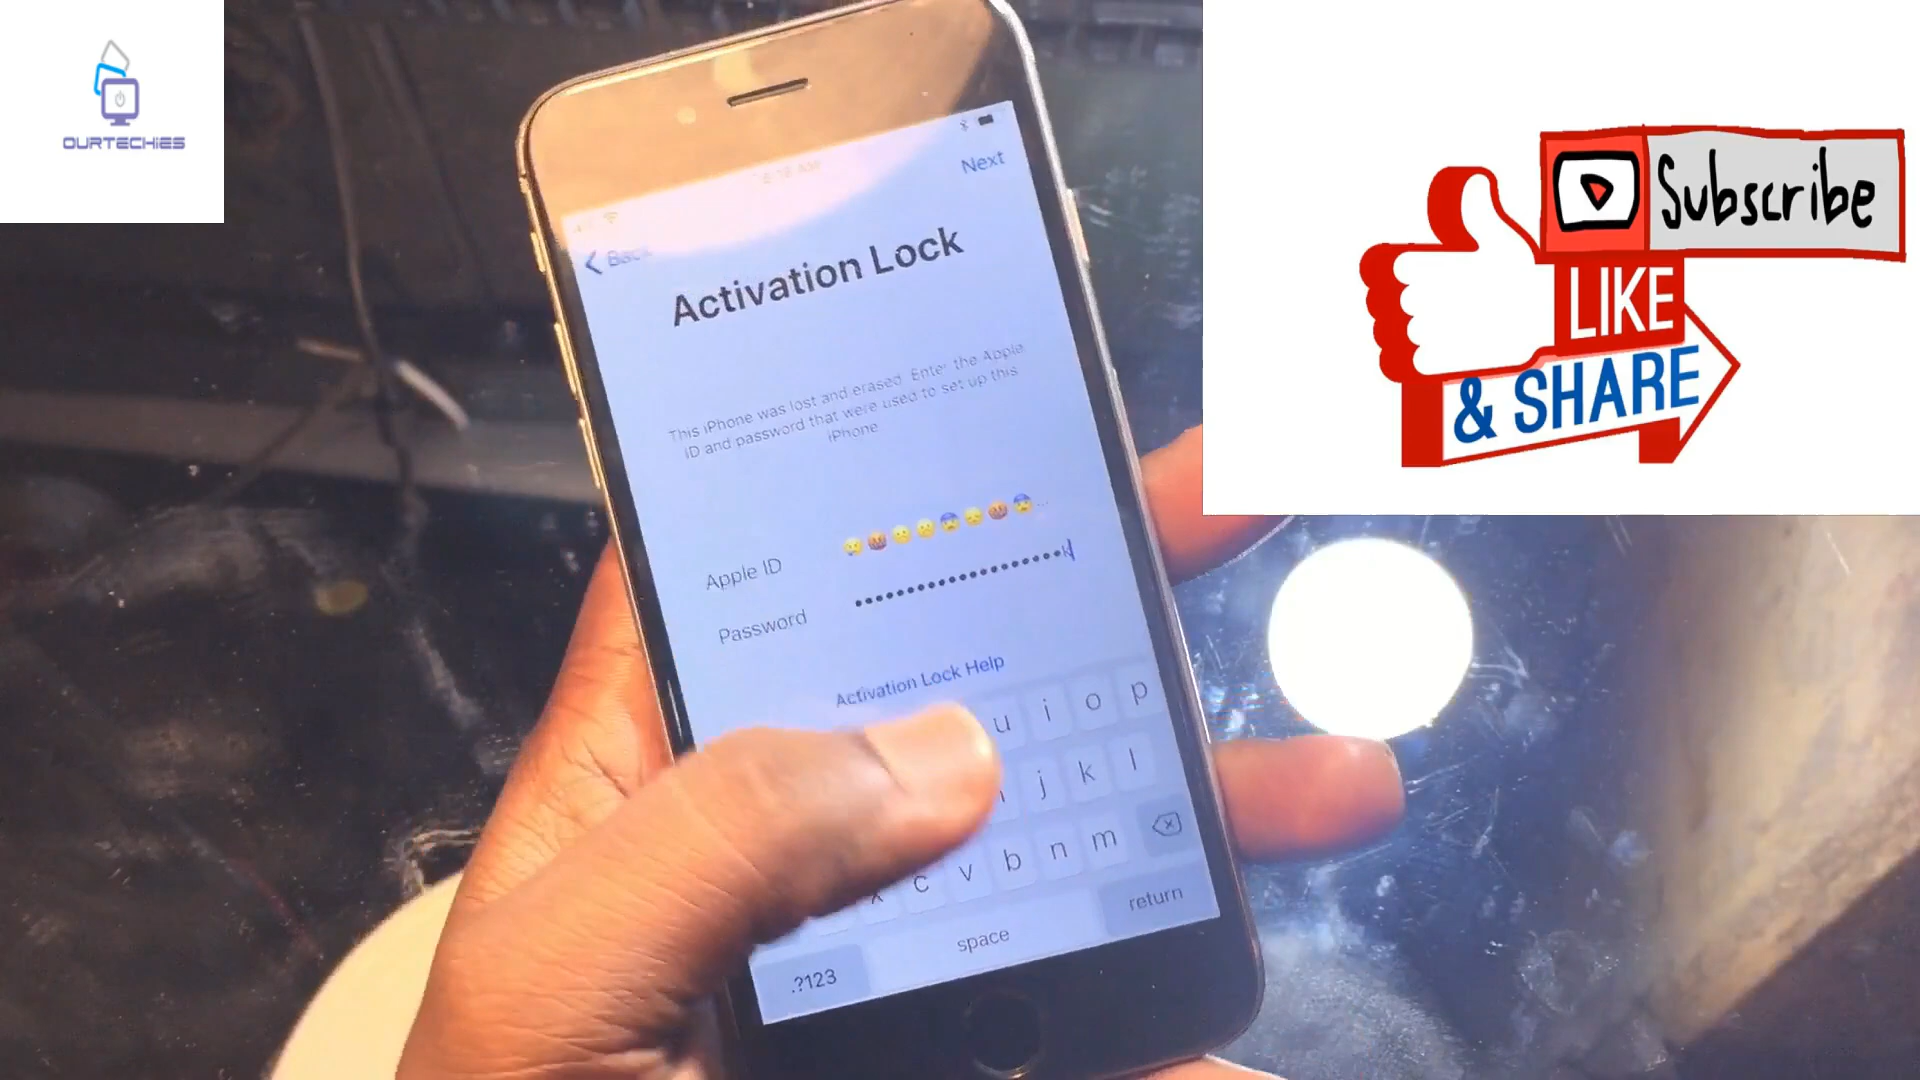 OURTECHIES
Subscribe
LIKE
& SHARE
Next
Back
Activation Lock
This iPhone was lost and erased. Enter the Apple
ID and password that were used to set up this
iPhone
Apple ID
Password
Activation Lock Help
u i o p
j k l
x c v b n m
.?123 space return